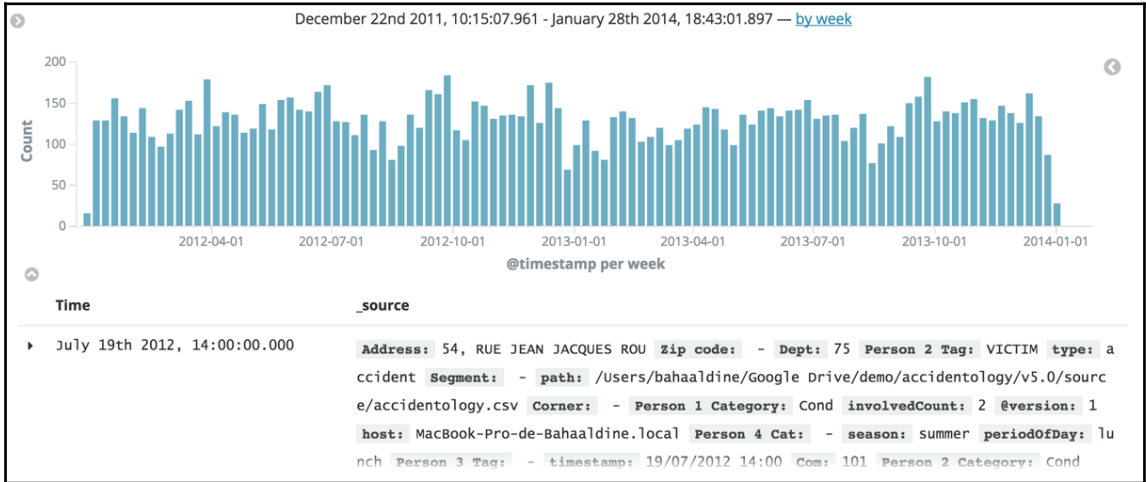 December 22nd 2011, 10:15:07.961 - January 28th 2014, 18:43:01.897 — by week
200
150
100
50
0
Count
2012-04-01 2012-07-01 2012-10-01 2013-01-01 2013-04-01 2013-07-01 2013-10-01 2014-01-01
@timestamp per week
Time _source
July 19th 2012, 14:00:00.000 Address: 54, RUE JEAN JACQUES ROU Zip code: - Dept: 75 Person 2 Tag: VICTIM type: a
ccident Segment: - path: /Users/bahaaldine/Google Drive/demo/accidentology/v5.0/sourc
e/accidentology.csv Corner: - Person 1 Category: Cond involvedCount: 2 @version: 1
host: MacBook-Pro-de-Bahaaldine.local Person 4 Cat: - season: summer periodOfDay: lu
nch Person 3 Tag: - timestamp: 19/07/2012 14:00 Com: 101 Person 2 Category: Cond